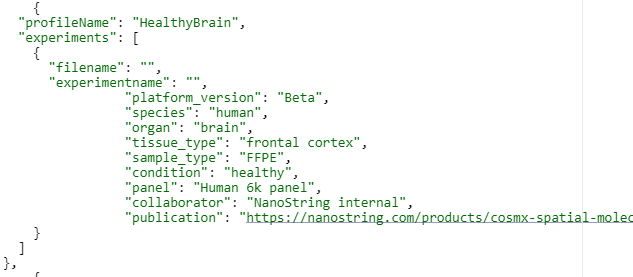 {
"profileName": "HealthyBrain",
"experiments": [
{
"filename": "",
"experimentname": "",
"platform_version": "Beta",
"species": "human",
"organ": "brain",
"tissue_type": "frontal cortex",
"sample_type": "FFPE",
"condition": "healthy",
"panel": "Human 6k panel",
"collaborator": "NanoString internal",
"publication": "https://nanostring.com/products/cosmx-spatial-molec
}
]
},
{